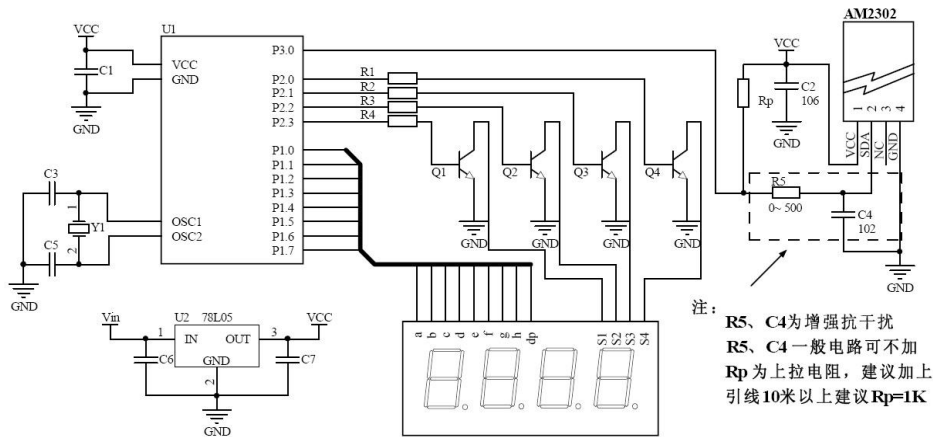 AM2302
VCC
U1
VCC
P3.0
VCC
C1
GND
GND
P2.0
P2.1
P2.2
P2.3
R1
R2
R3
R4
Rp
C2
106
GND
1
2
3
4
VCC
SDA
NC
GND
P1.0
P1.1
P1.2
P1.3
P1.4
P1.5
P1.6
P1.7
Q1
Q2
Q3
Q4
GND
GND
GND
GND
R5
0~ 500
C4
102
GND
C3
1
Y1
2
C5
GND
OSC1
OSC2
a
b
c
d
e
f
g
h
dp
S1
S2
S3
S4
Vin
U2 78L05
VCC
1
IN
OUT
3
GND
2
C6
C7
GND
注:
R5、C4为增强抗干扰
R5、C4一般电路可不加
Rp为上拉电阻，建议加上
引线10米以上建议Rp=1K